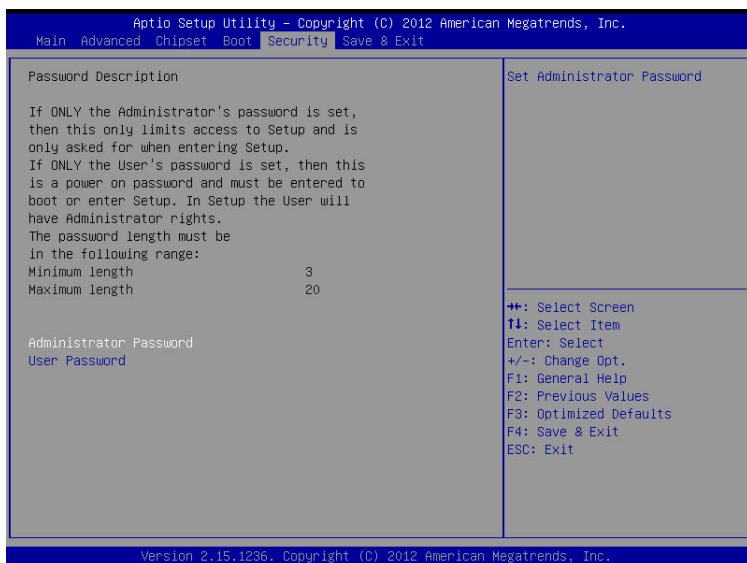 Aptio Setup Utility – Copyright (C) 2012 American Megatrends, Inc.
Main Advanced Chipset Boot Security Save & Exit
Password Description
If ONLY the Administrator's password is set,
then this only limits access to Setup and is
only asked for when entering Setup.
If ONLY the User's password is set, then this
is a power on password and must be entered to
boot or enter Setup. In Setup the User will
have Administrator rights.
The password length must be
in the following range:
Minimum length 3
Maximum length 20
Administrator Password
User Password
Set Administrator Password
→←: Select Screen
↑↓: Select Item
Enter: Select
+/-: Change Opt.
F1: General Help
F2: Previous Values
F3: Optimized Defaults
F4: Save & Exit
ESC: Exit
Version 2.15.1236. Copyright (C) 2012 American Megatrends, Inc.